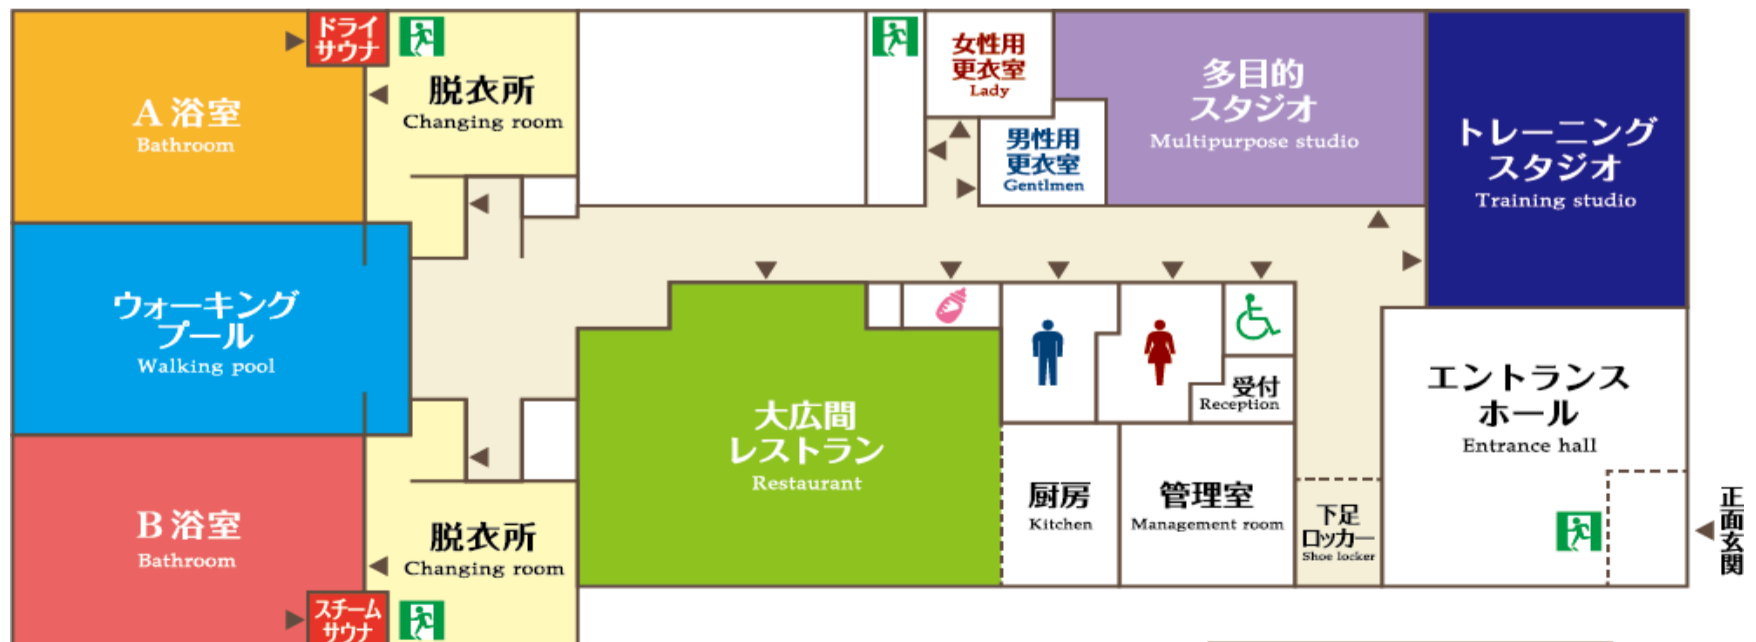 ドライ
サウナ
A 浴室
Bathroom
脱衣所
Changing room
女性用
更衣室
Lady
男性用
更衣室
Gentlmen
多目的
スタジオ
Multipurpose studio
トレーニング
スタジオ
Training studio
ウォーキング
プール
Walking pool
大広間
レストラン
Restaurant
受付
Reception
エントランス
ホール
Entrance hall
B 浴室
Bathroom
脱衣所
Changing room
厨房
Kitchen
管理室
Management room
下足
ロッカー
Shoe locker
正面玄関
スチーム
サウナ